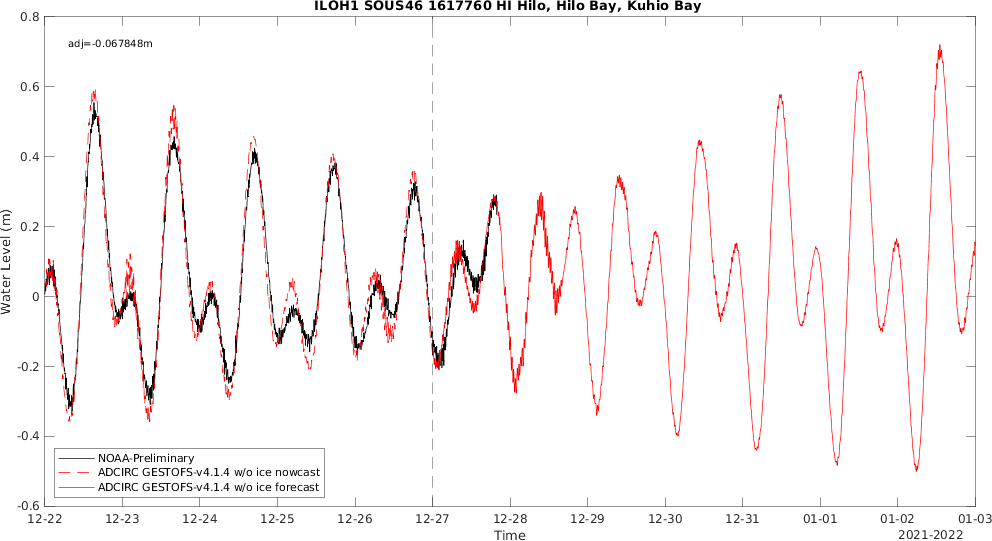 ILOH1 SOUS46 1617760 HI Hilo, Hilo Bay, Kuhio Bay
adj=-0.067848m
0.8
0.6
0.4
0.2
0
-0.2
-0.4
-0.6
Water Level (m)
NOAA-Preliminary
ADCIRC GESTOFS-v4.1.4 w/o ice nowcast
ADCIRC GESTOFS-v4.1.4 w/o ice forecast
12-22 12-23 12-24 12-25 12-26 12-27 12-28 12-29 12-30 12-31 01-01 01-02 01-03
Time
2021-2022